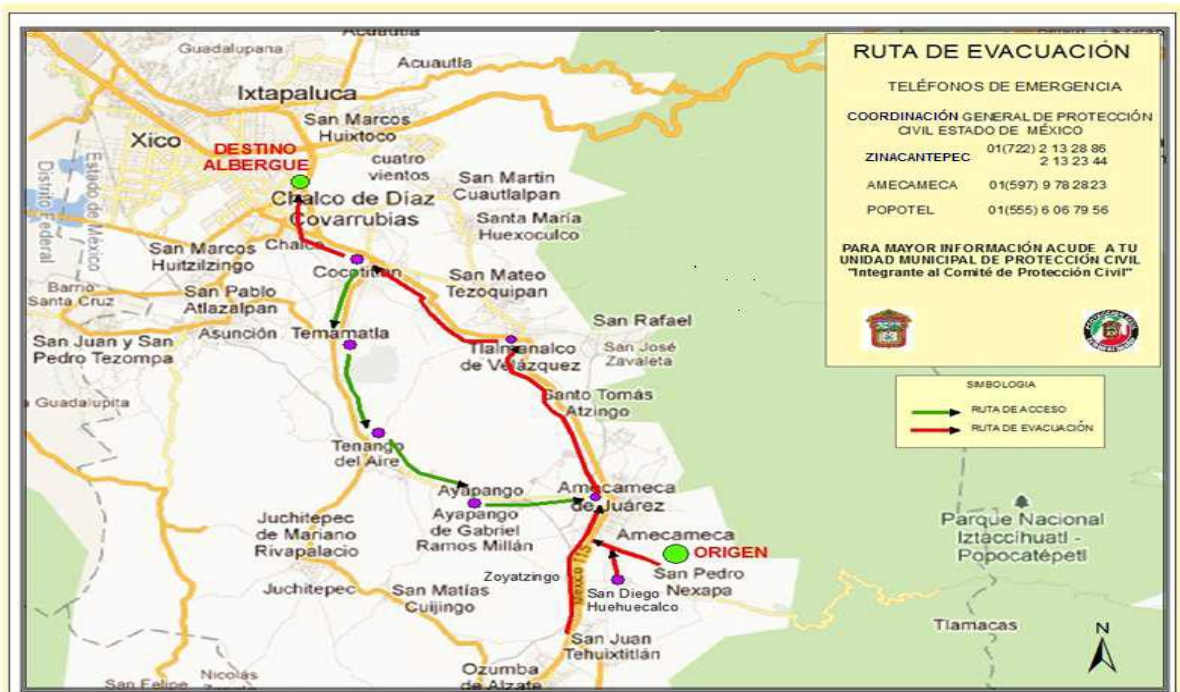 Acuautla
Guadalupana
Acuautla
Ixtapaluca
San Marcos
Huixtoco
Xico
DESTINO
ALBERGUE
cuatro
vientos
San Martin
Cuautlalpan
Chalco de Díaz
Covarrubias
Santa María
Huexoculco
Distrito Federal
Estado de México
San Marcos
Huitzilzingo
Chalco
Cocotitlan
San Mateo
Tezoquipan
Barrio
Santa Cruz
San Pablo
Atlazalpan
Asunción
Temamatla
San Rafael
San Juan y San
Pedro Tezompa
Tlalmanalco
de Velázquez
San José
Zavaleta
Guadalupita
Santo Tomás
Atzingo
Tenango
del Aire
Ayapango
Amecameca
de Juárez
Juchitepec
de Mariano
Rivapalacio
Ayapango
de Gabriel
Ramos Millán
Amecameca
ORIGEN
Mexico 115
Zoyatzingo
San Pedro
Nexapa
Juchitepec
San Matías
Cuijingo
San Diego
Huehuecalco
San Juan
Tehuixtitlán
Ozumba
de Alzate
Nicolás
San Felipe
Parque Nacional
Iztaccíhuatl -
Popocatépetl
Tlamacas
N
RUTA DE EVACUACIÓN
TELÉFONOS DE EMERGENCIA
COORDINACIÓN GENERAL DE PROTECCIÓN
CIVIL ESTADO DE MÉXICO
ZINACANTEPEC 01(722) 2 13 28 86
2 13 23 44
AMECAMECA 01(597) 9 78 28 23
POPOTEL 01(555) 6 06 79 56
PARA MAYOR INFORMACIÓN ACUDE A TU
UNIDAD MUNICIPAL DE PROTECCIÓN CIVIL
"Integrante al Comité de Protección Civil"
SIMBOLOGIA
RUTA DE ACCESO
RUTA DE EVACUACIÓN